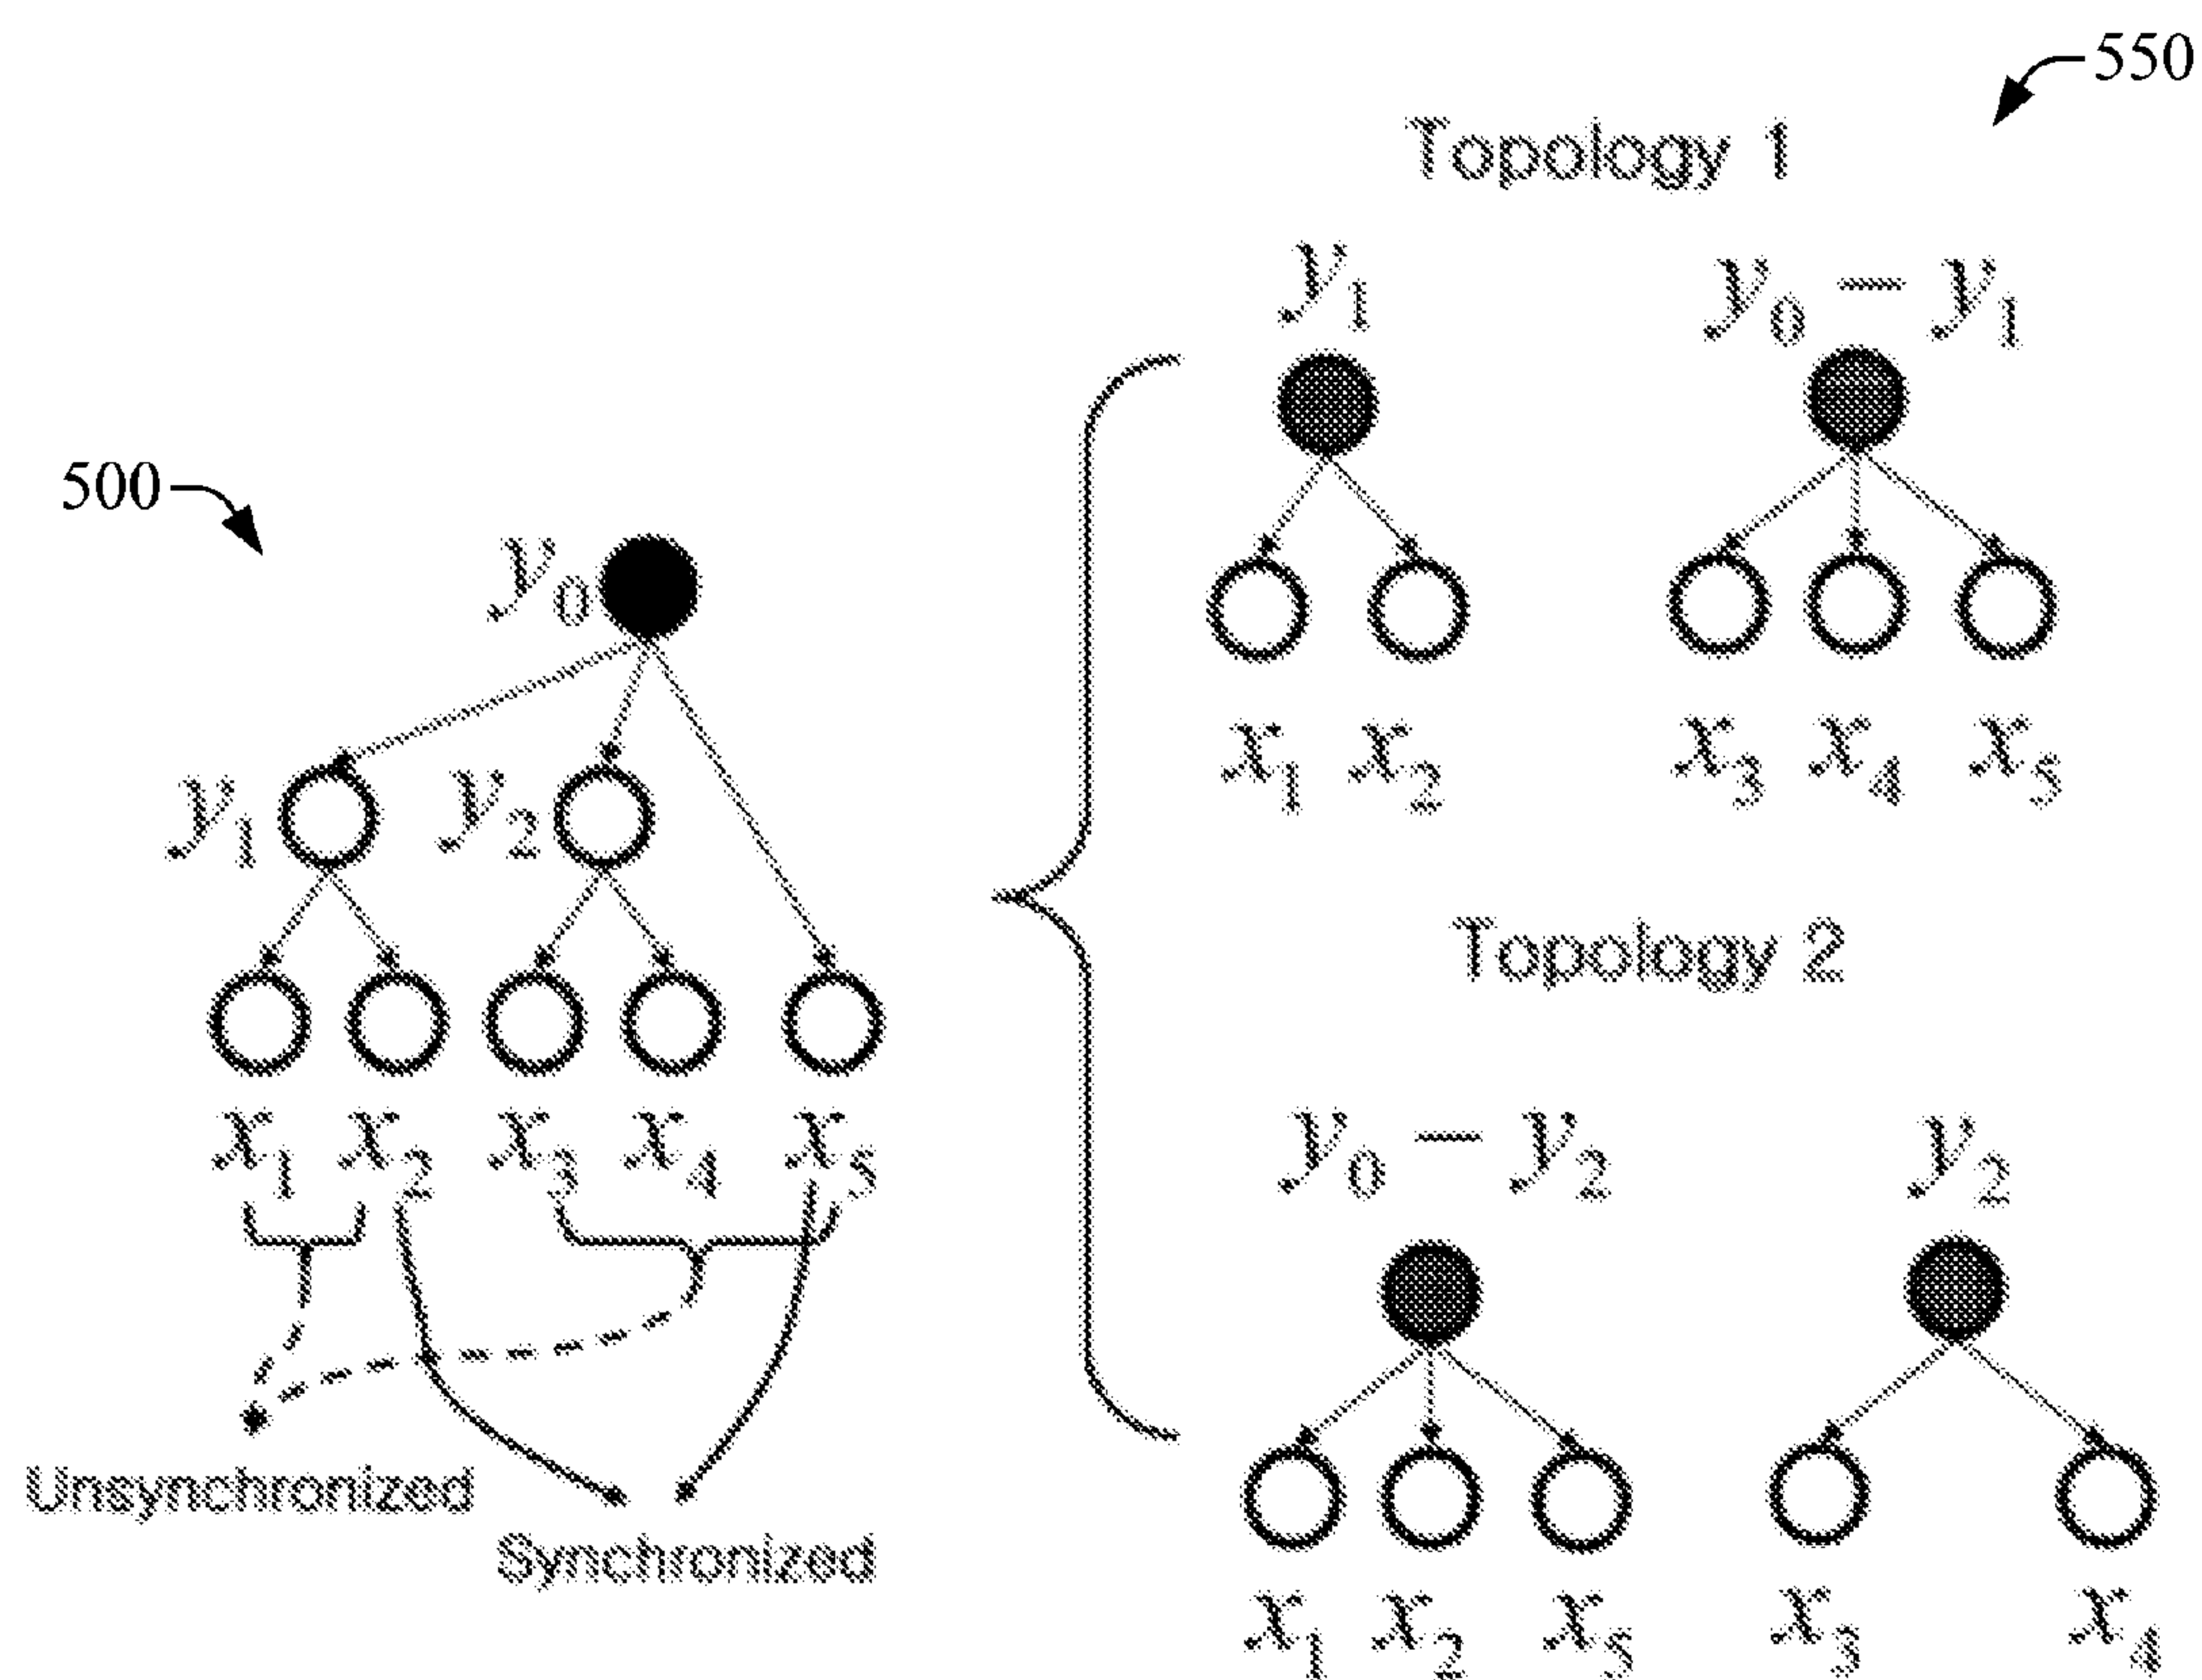 550
Topology 1
y₁ y₀ − y₁
500
y₀
x₁ x₂ x₃ x₄ x₅
y₁ y₂
Topology 2
x₁ x₂ x₃ x₄ x₅
y₀ − y₂ y₂
Unsynchronized
Synchronized
x₁ x₂ x₅ x₃ x₄